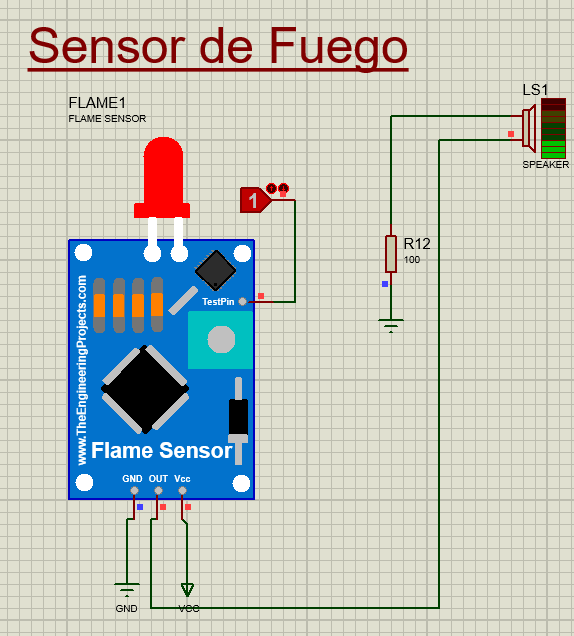 Sensor de Fuego
FLAME1
FLAME SENSOR
LS1
SPEAKER
1
R12
100
TestPin
www.TheEngineeringProjects.com
Flame Sensor
GND OUT Vcc
GND
VCC